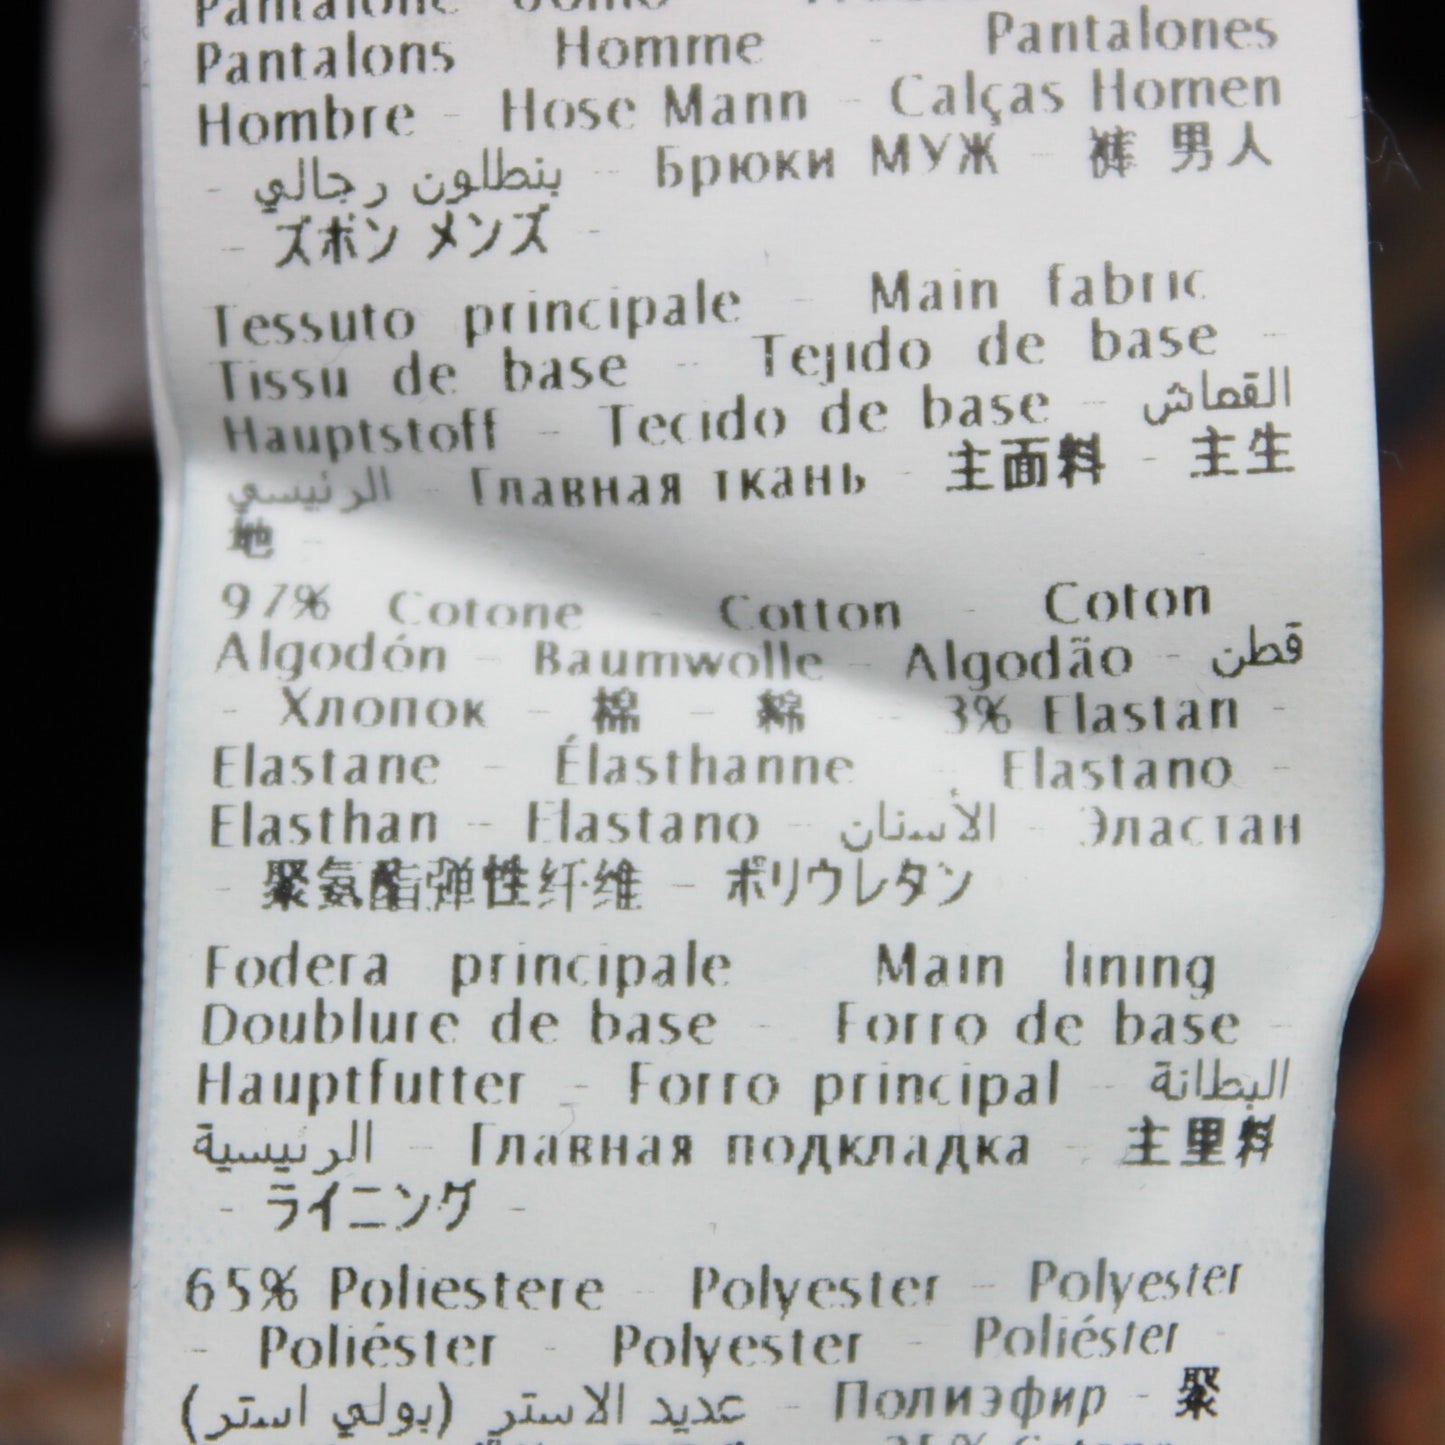 Pantalone Uomo
Pantalons Homme - Pantalones
Hombre - Hose Mann - Calças Homen
- بنطلون رجالي - Брюки МУЖ - 裤 男人
- ズボン メンズ -
Tessuto principale - Main fabric
Tissu de base - Tejido de base -
Hauptstoff - Tecido de base - القماش
الرئيسي - Главная ткань - 主面料 - 主生
地 -
97% Cotone - Cotton - Coton
Algodón - Baumwolle - Algodão - قطن
- Хлопок - 棉 - 綿 - 3% Elastan -
Elastane - Élasthanne - Elastano -
Elasthan - Elastano - الأستان - Эластан
- 聚氨酯弹性纤维 - ポリウレタン
Fodera principale Main lining
Doublure de base - Forro de base -
Hauptfutter - Forro principal - البطانة
الرئيسية - Главная подкладка - 主里料
- ライニング -
65% Poliestere - Polyester - Polyester
- Poliéster - Polyester - Poliéster -
عديد الاستر (بولي استر) - Полиэфир - 聚
35% Cotone